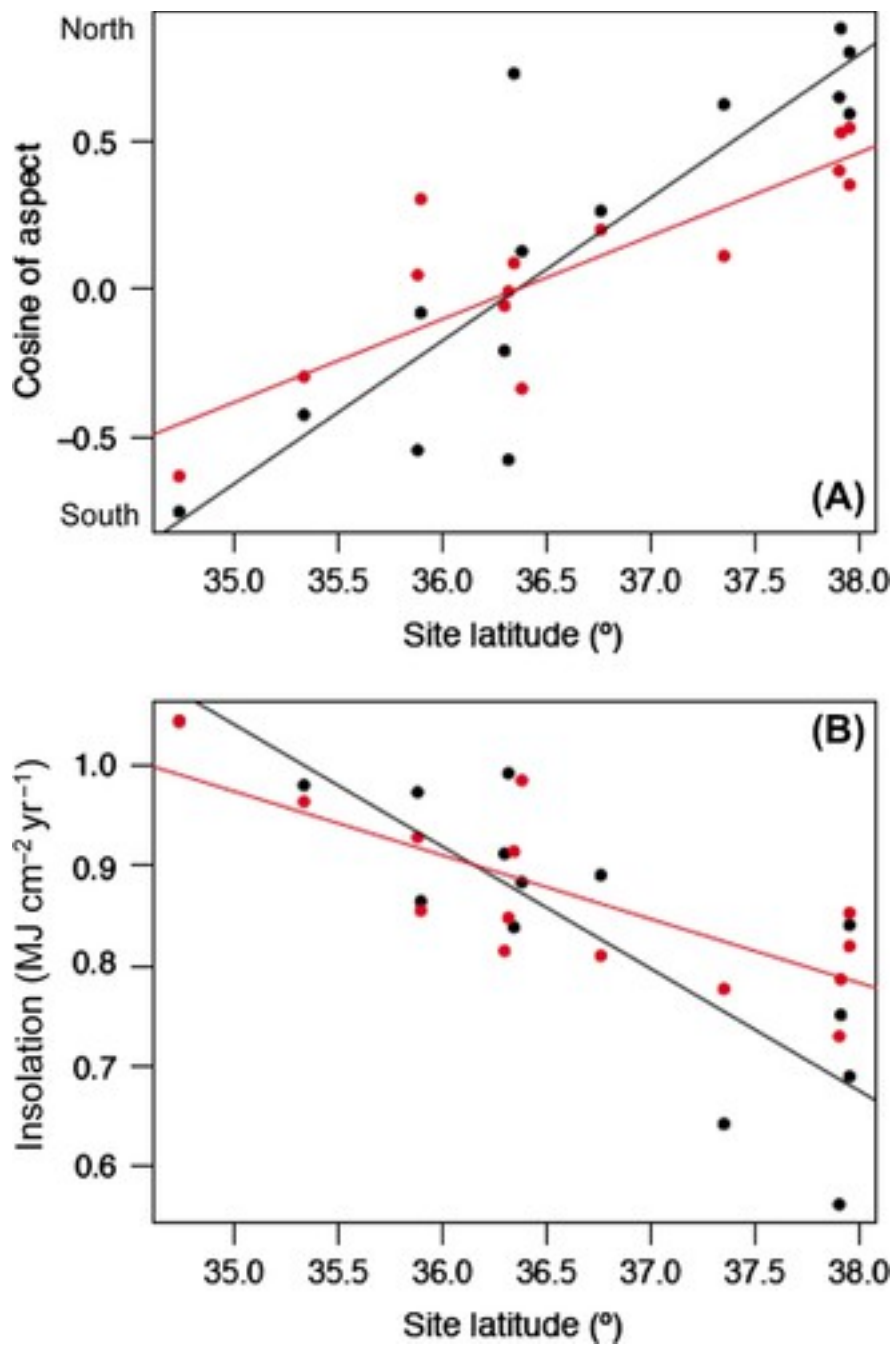 North
0.5
0.0
–0.5
South
Cosine of aspect
(A)
35.0 35.5 36.0 36.5 37.0 37.5 38.0
Site latitude (º)
(B)
1.0
0.9
0.8
0.7
0.6
Insolation (MJ cm⁻² yr⁻¹)
35.0 35.5 36.0 36.5 37.0 37.5 38.0
Site latitude (º)